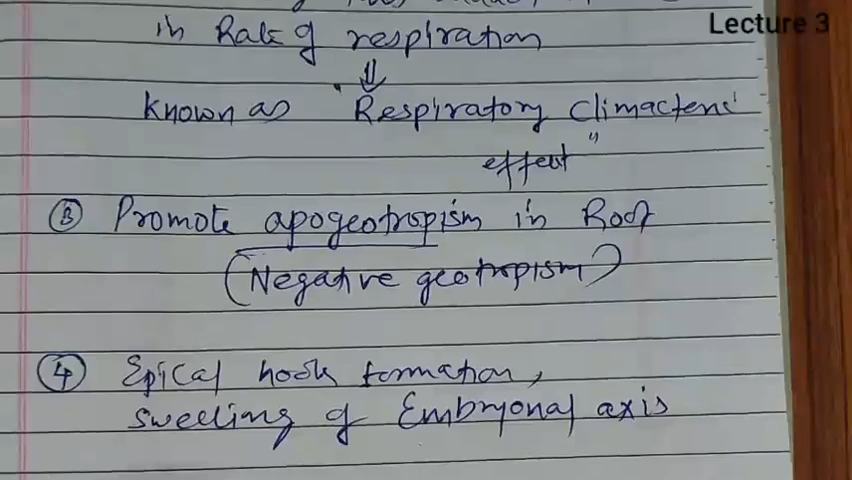 Lecture 3
in Rate of respiration
⇓
Known as "Respiratory Climacteric
effect"
③ Promote apogeotropism in Root
(Negative geotropism)
④ Epical hook formation,
swelling of Embryonal axis